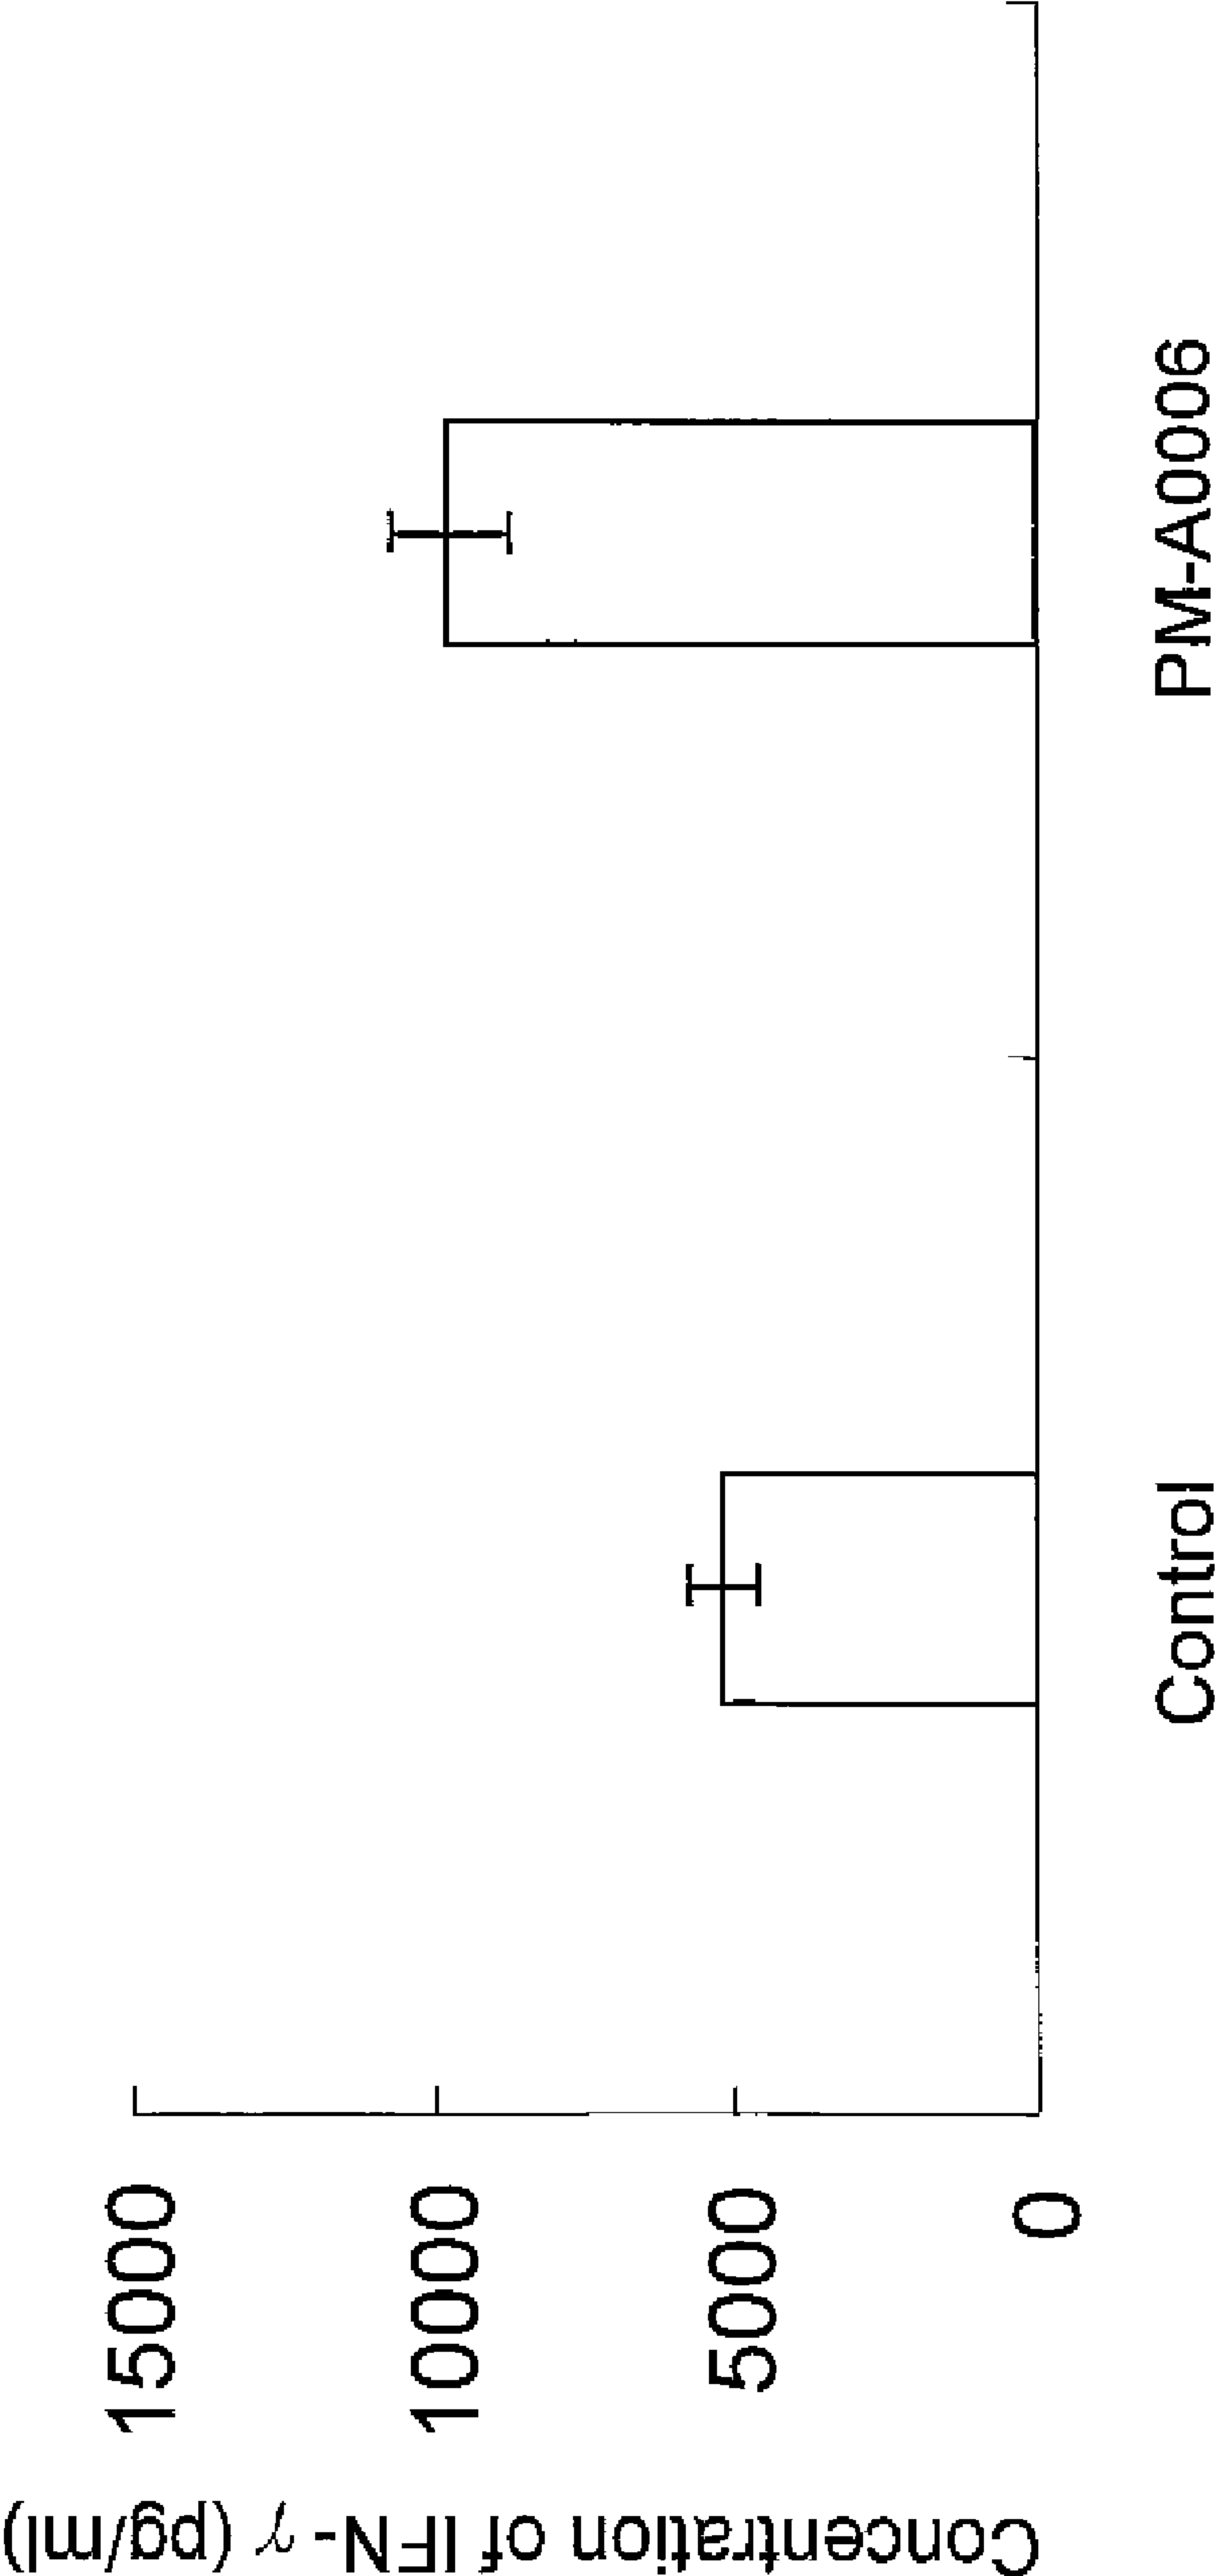 Concentration of IFN-γ (pg/ml)
15000
10000
5000
0
Control
PM-A0006